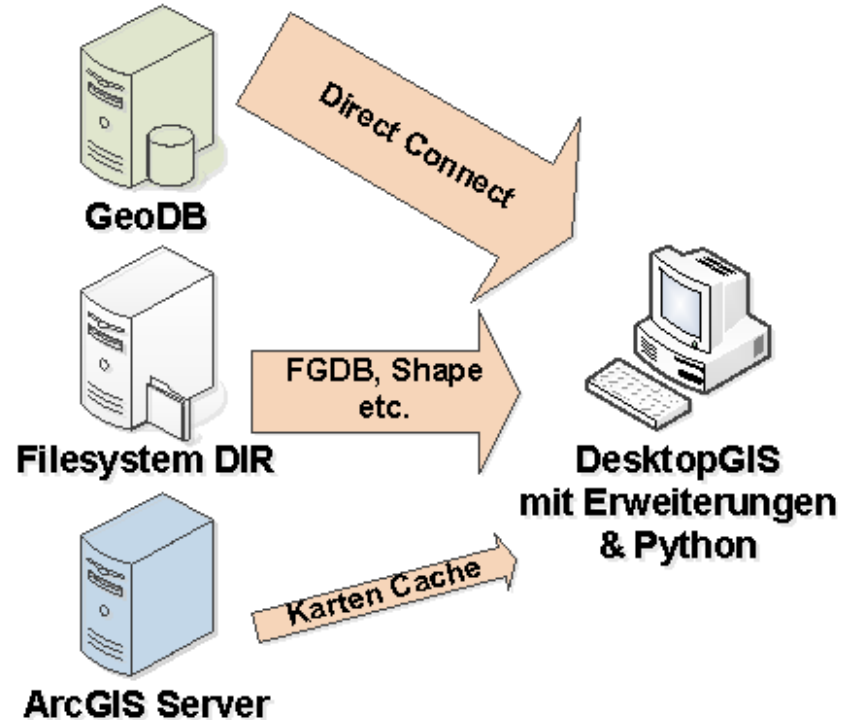 Direct Connect
GeoDB
FGDB, Shape
etc.
Filesystem DIR
DesktopGIS
mit Erweiterungen
& Python
Karten Cache
ArcGIS Server